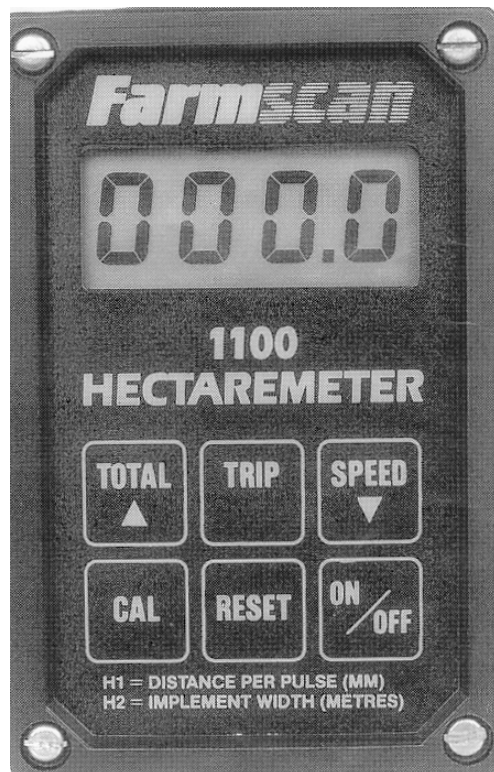 Farmscan
000.0
1100
HECTAREMETER
TOTAL ▲
TRIP
SPEED ▼
CAL
RESET
ON/OFF
H1 = DISTANCE PER PULSE (MM)
H2 = IMPLEMENT WIDTH (METRES)